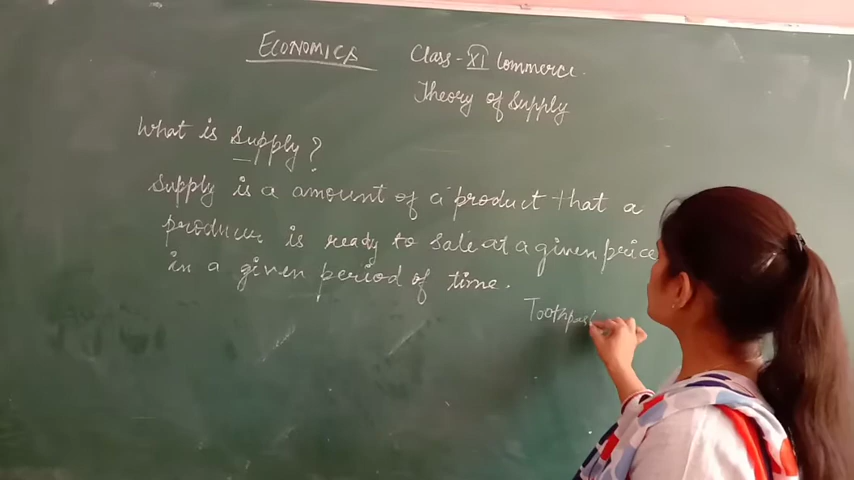 ECONOMICS Class - XI Commerce.
Theory of Supply
What is Supply?
Supply is a amount of a product that a
producer is ready to sale at a given price
in a given period of time.
Toothpas